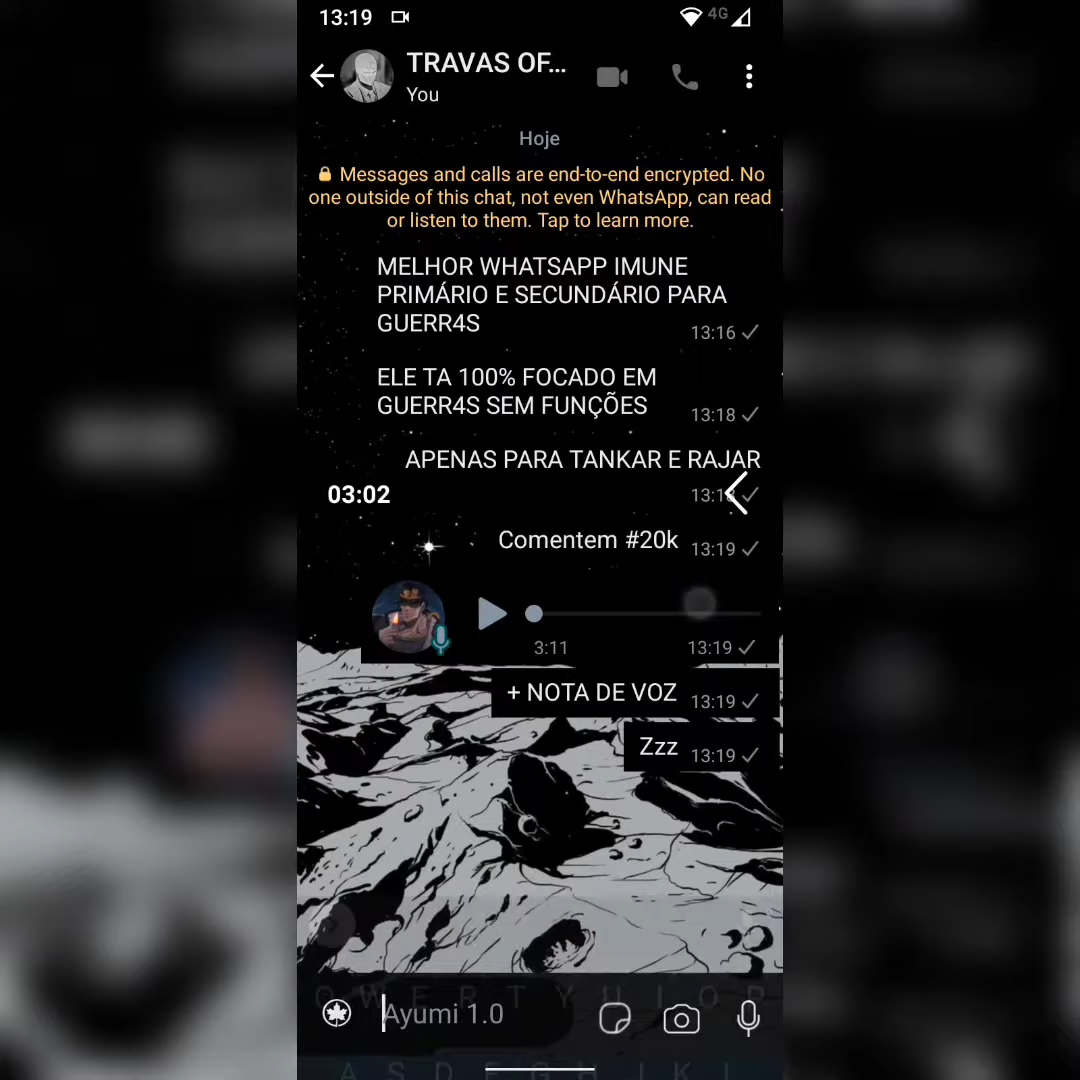 13:19
4G
TRAVAS OF...
You
Hoje
Messages and calls are end-to-end encrypted. No
one outside of this chat, not even WhatsApp, can read
or listen to them. Tap to learn more.
MELHOR WHATSAPP IMUNE
PRIMÁRIO E SECUNDÁRIO PARA
GUERR4S
13:16
ELE TA 100% FOCADO EM
GUERR4S SEM FUNÇÕES
13:18
APENAS PARA TANKAR E RAJAR
03:02
Comentem #20k
13:19
3:11
13:19
+ NOTA DE VOZ
13:19
Zzz
13:19
Ayumi 1.0